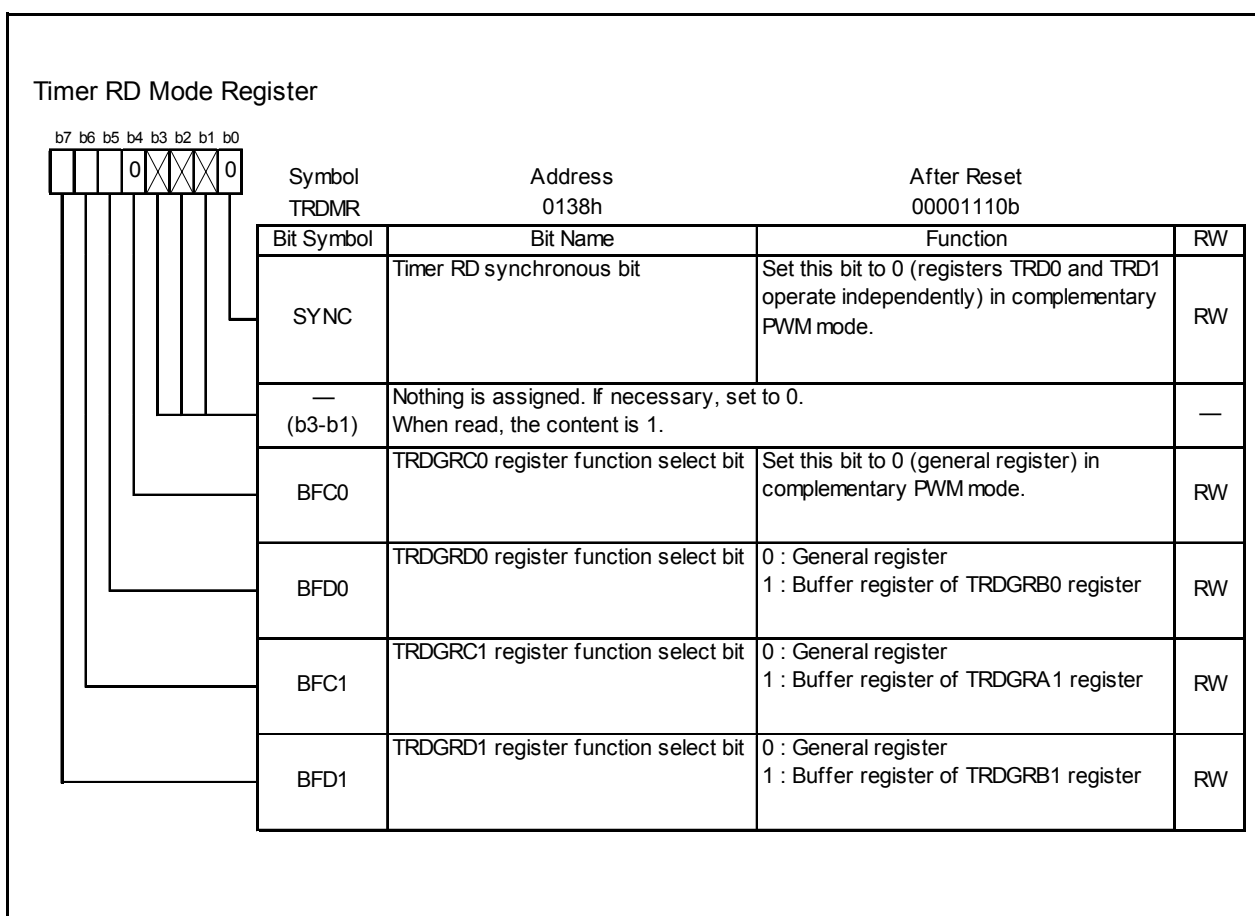 Timer RD Mode Register
b7 b6 b5 b4 b3 b2 b1 b0
0 0
Symbol Address After Reset
TRDMR 0138h 00001110b
Bit Symbol Bit Name Function RW
SYNC
Timer RD synchronous bit
Set this bit to 0 (registers TRD0 and TRD1
operate independently) in complementary
PWM mode.
RW
—
(b3-b1)
Nothing is assigned. If necessary, set to 0.
When read, the content is 1.
—
BFC0
TRDGRC0 register function select bit
Set this bit to 0 (general register) in
complementary PWM mode.
RW
BFD0
TRDGRD0 register function select bit
0 : General register
1 : Buffer register of TRDGRB0 register
RW
BFC1
TRDGRC1 register function select bit
0 : General register
1 : Buffer register of TRDGRA1 register
RW
BFD1
TRDGRD1 register function select bit
0 : General register
1 : Buffer register of TRDGRB1 register
RW